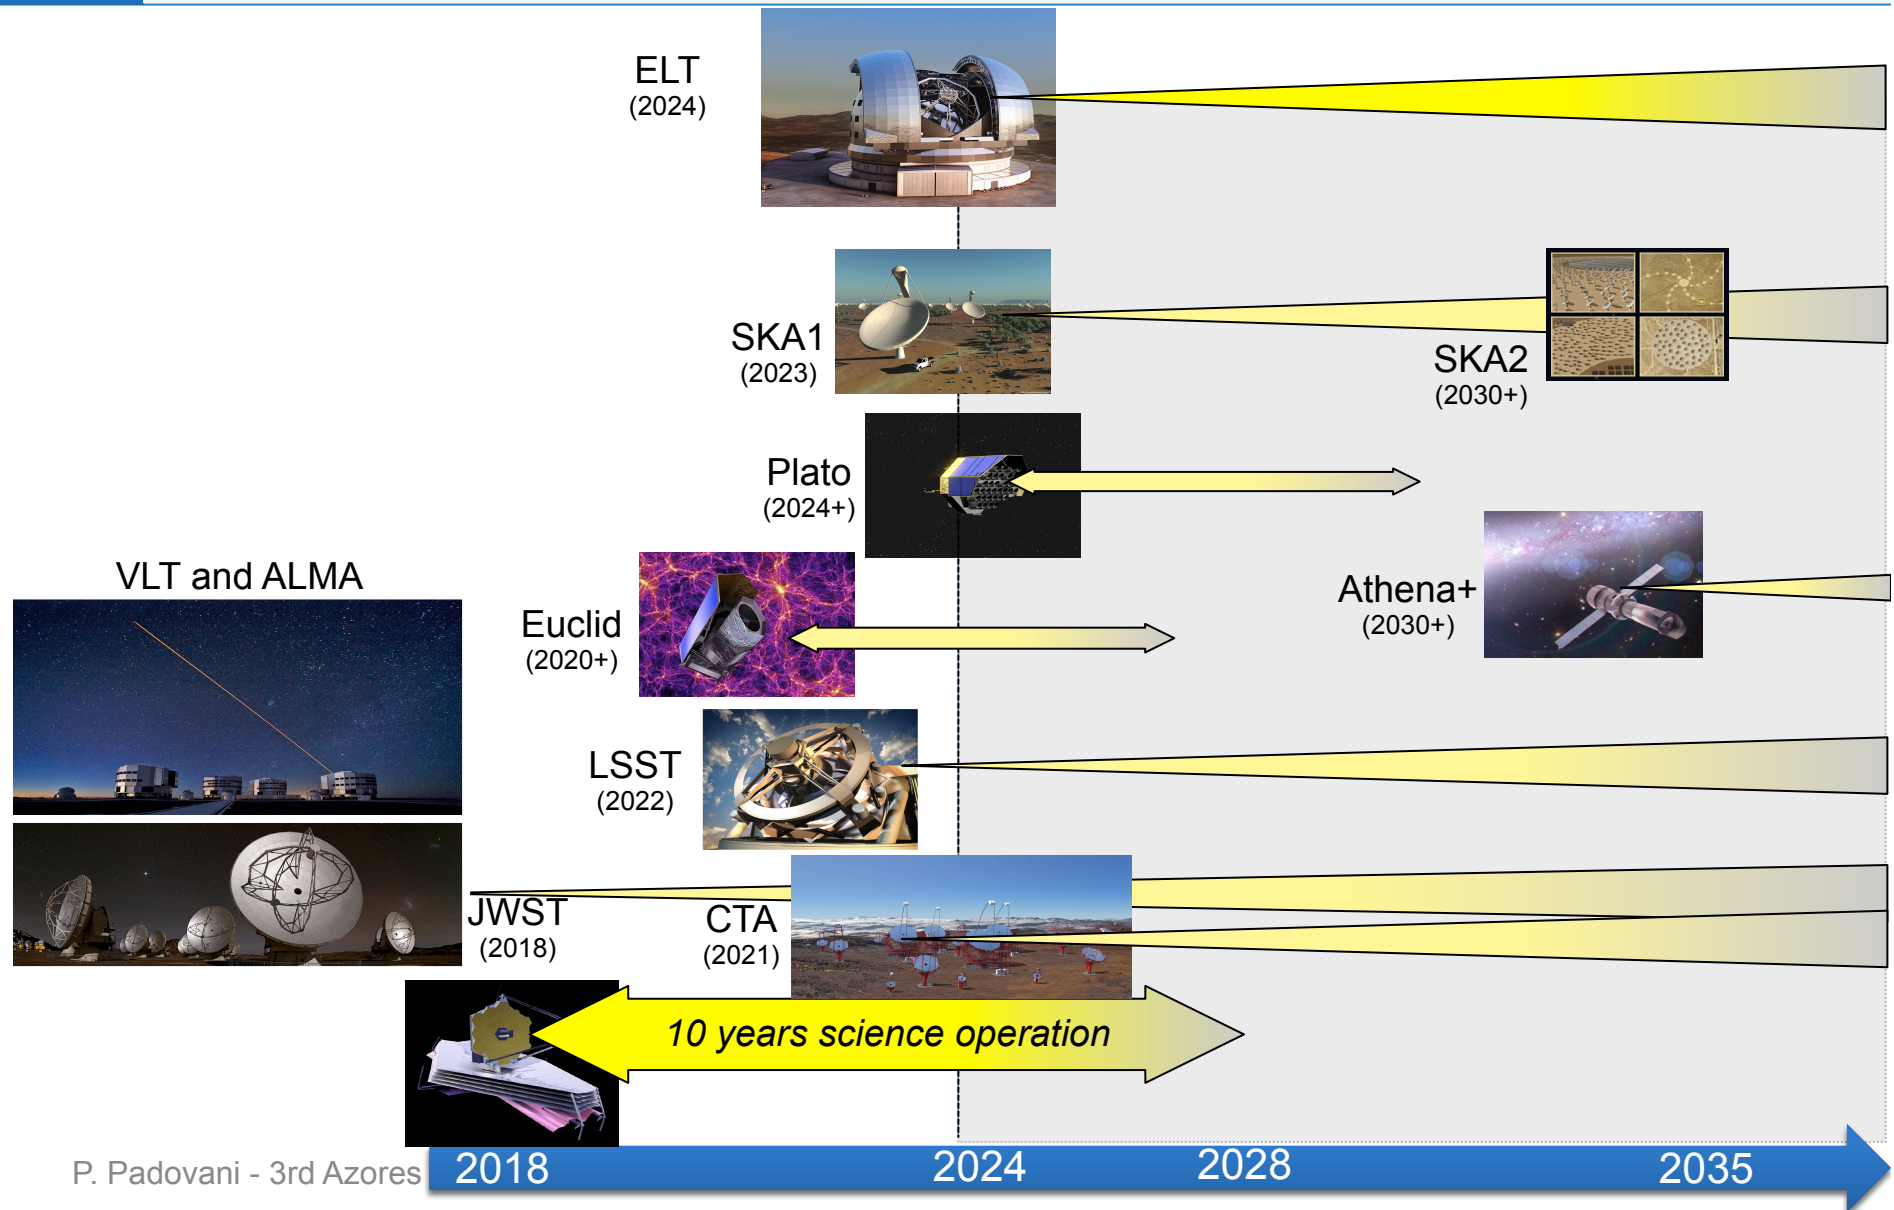 ELT
(2024)
SKA1
(2023)
SKA2
(2030+)
Plato
(2024+)
VLT and ALMA
Euclid
(2020+)
Athena+
(2030+)
LSST
(2022)
JWST
(2018)
CTA
(2021)
10 years science operation
P. Padovani - 3rd Azores
2018
2024
2028
2035